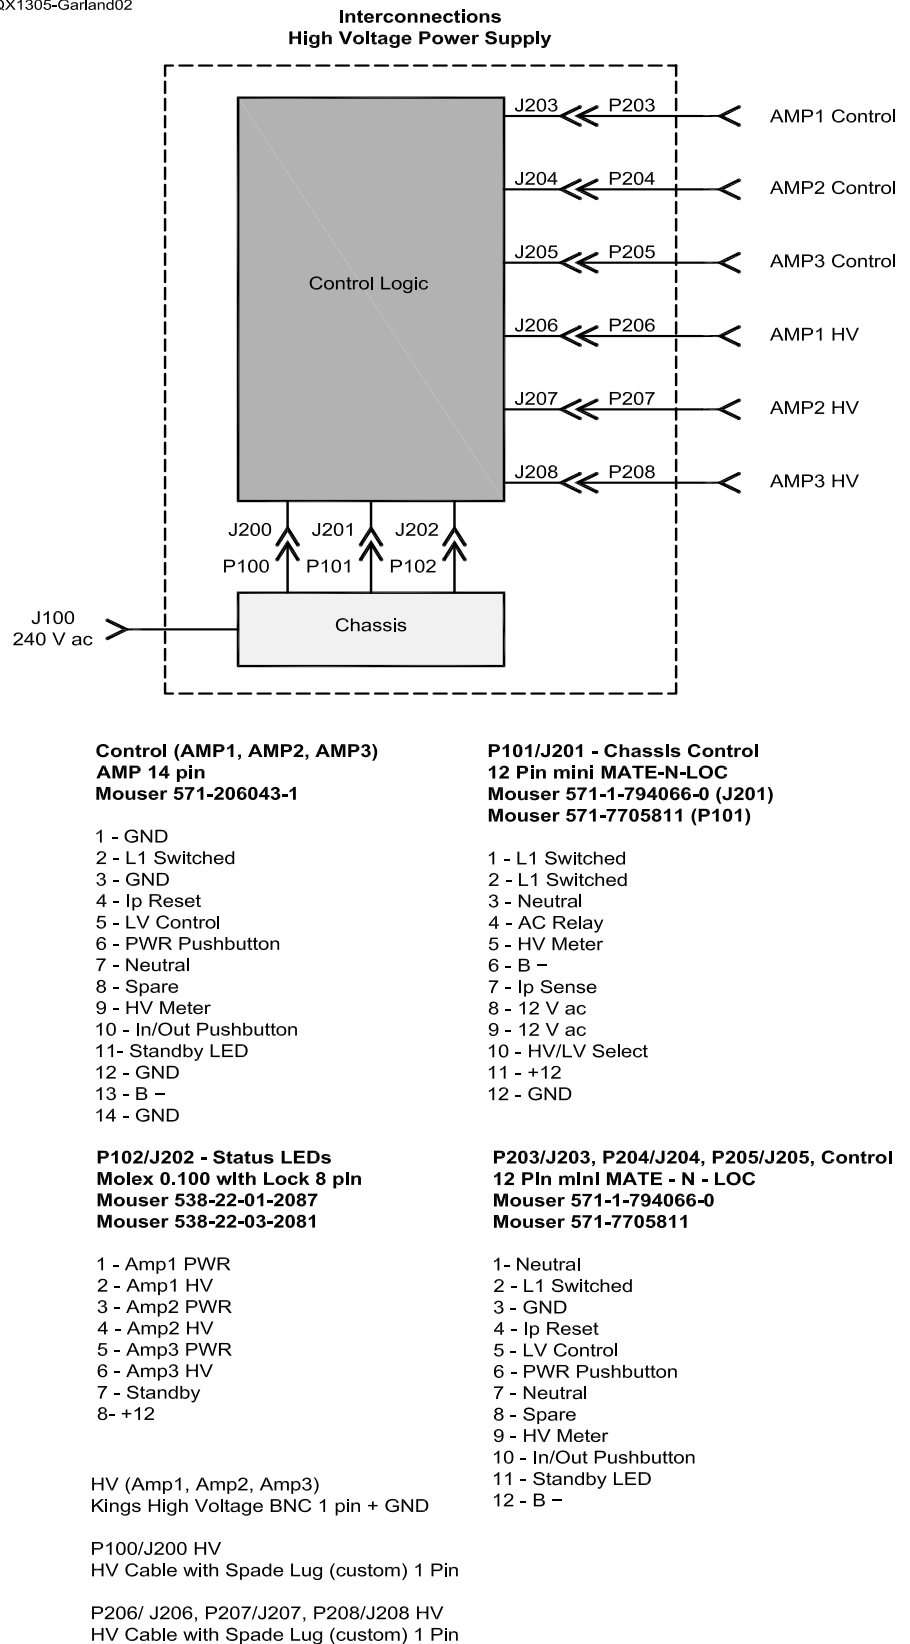 QX1305-Garland02
Interconnections
High Voltage Power Supply
J203 P203 AMP1 Control
J204 P204 AMP2 Control
J205 P205 AMP3 Control
Control Logic
J206 P206 AMP1 HV
J207 P207 AMP2 HV
J208 P208 AMP3 HV
J200 J201 J202
P100 P101 P102
J100
240 V ac
Chassis
Control (AMP1, AMP2, AMP3)
AMP 14 pin
Mouser 571-206043-1
1 - GND
2 - L1 Switched
3 - GND
4 - Ip Reset
5 - LV Control
6 - PWR Pushbutton
7 - Neutral
8 - Spare
9 - HV Meter
10 - In/Out Pushbutton
11- Standby LED
12 - GND
13 - B −
14 - GND
P101/J201 - Chassis Control
12 Pin mini MATE-N-LOC
Mouser 571-1-794066-0 (J201)
Mouser 571-7705811 (P101)
1 - L1 Switched
2 - L1 Switched
3 - Neutral
4 - AC Relay
5 - HV Meter
6 - B −
7 - Ip Sense
8 - 12 V ac
9 - 12 V ac
10 - HV/LV Select
11 - +12
12 - GND
P102/J202 - Status LEDs
Molex 0.100 with Lock 8 pin
Mouser 538-22-01-2087
Mouser 538-22-03-2081
1 - Amp1 PWR
2 - Amp1 HV
3 - Amp2 PWR
4 - Amp2 HV
5 - Amp3 PWR
6 - Amp3 HV
7 - Standby
8- +12
P203/J203, P204/J204, P205/J205, Control
12 Pin mini MATE - N - LOC
Mouser 571-1-794066-0
Mouser 571-7705811
1- Neutral
2 - L1 Switched
3 - GND
4 - Ip Reset
5 - LV Control
6 - PWR Pushbutton
7 - Neutral
8 - Spare
9 - HV Meter
10 - In/Out Pushbutton
11 - Standby LED
12 - B −
HV (Amp1, Amp2, Amp3)
Kings High Voltage BNC 1 pin + GND
P100/J200 HV
HV Cable with Spade Lug (custom) 1 Pin
P206/ J206, P207/J207, P208/J208 HV
HV Cable with Spade Lug (custom) 1 Pin